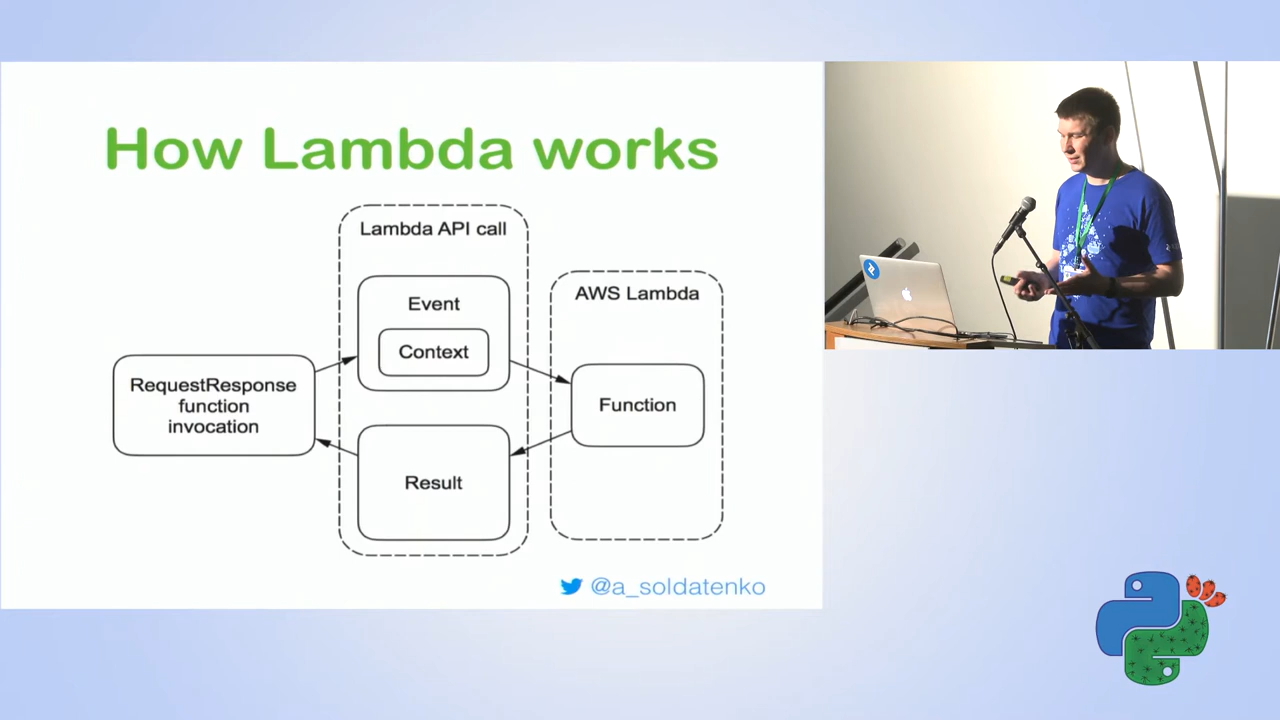 How Lambda works
Lambda API call
Event
Context
AWS Lambda
RequestResponse
function
invocation
Function
Result
@a_soldatenko